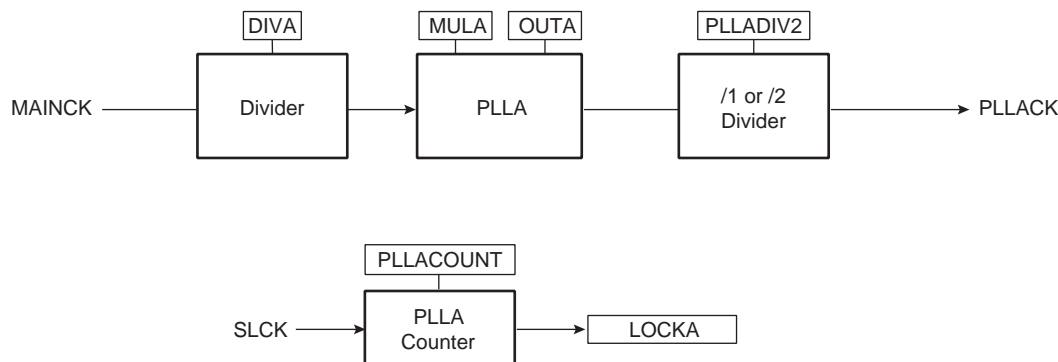 DIVA
MULA
OUTA
PLLADIV2
MAINCK
Divider
PLLA
/1 or /2
Divider
PLLACK
PLLACOUNT
SLCK
PLLA
Counter
LOCKA